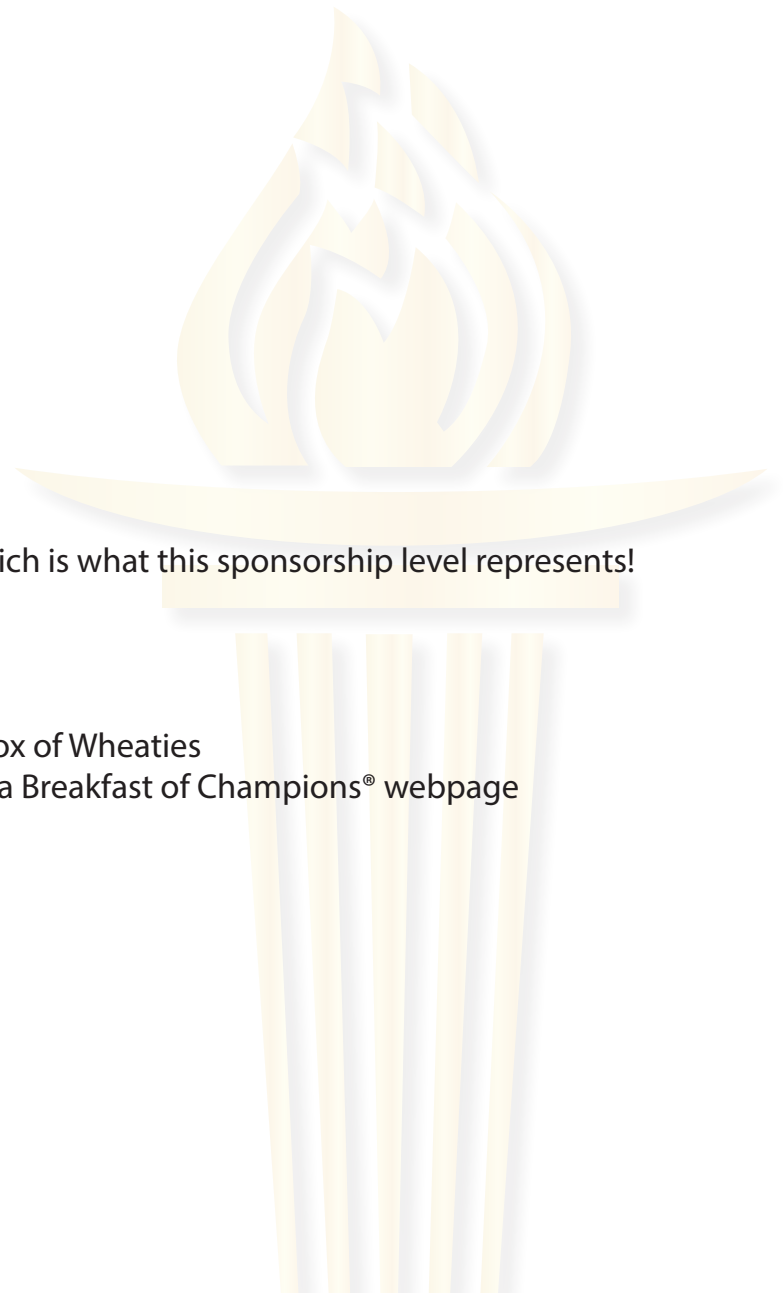 ich is what this sponsorship level represents!
ox of Wheaties
a Breakfast of Champions® webpage